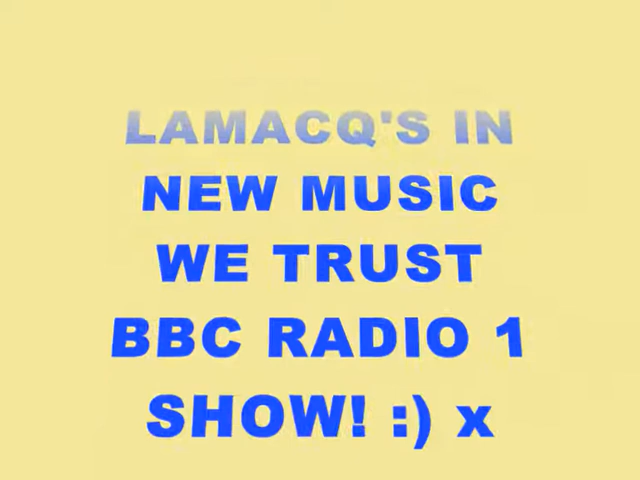 LAMACQ'S IN
NEW MUSIC
WE TRUST
BBC RADIO 1
SHOW! :) x